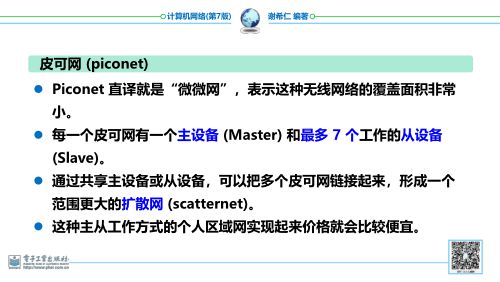 计算机网络(第7版)
谢希仁 编著
皮可网 (piconet)
Piconet 直译就是“微微网”,表示这种无线网络的覆盖面积非常
小。
每一个皮可网有一个主设备 (Master) 和最多 7 个工作的从设备
(Slave)。
通过共享主设备或从设备,可以把多个皮可网链接起来,形成一个
范围更大的扩散网 (scatternet)。
这种主从工作方式的个人区域网实现起来价格就会比较便宜。
电子工业出版社
http://www.phei.com.cn